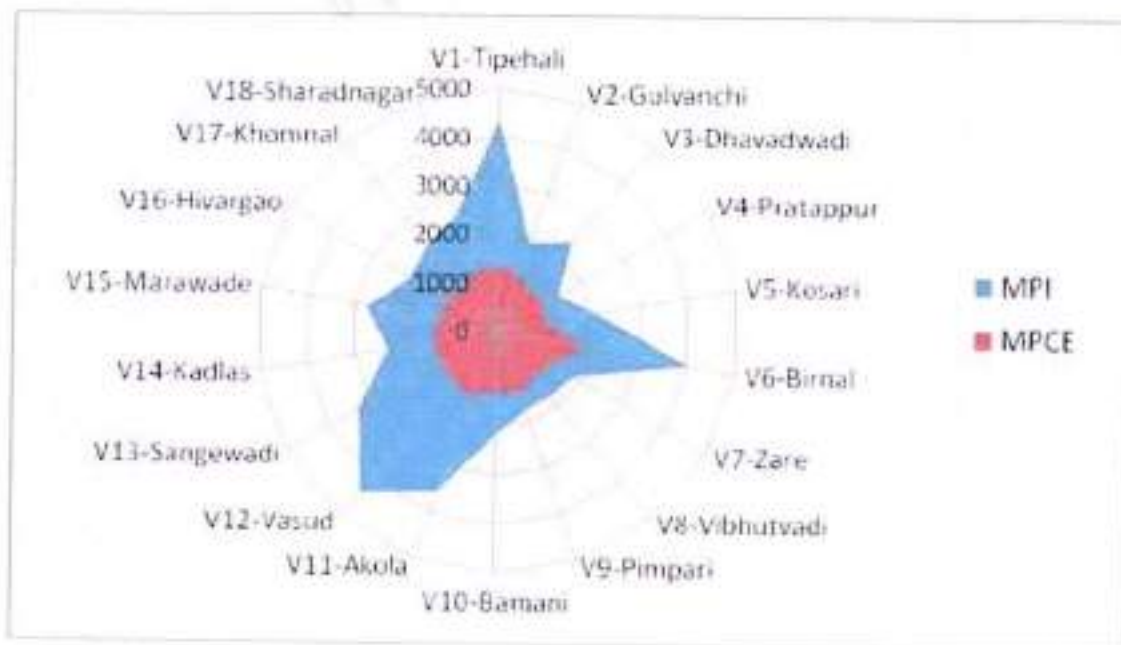 V1-Tipehali
V18-Sharadnagar
5000
V2-Gulvanchi
V17-Khomnal
4000
V3-Dhavadwadi
V16-Hivargao
3000
V4-Pratappur
2000
V15-Marawade
1000
V5-Kosari
MPI
0
MPCE
V14-Kadlas
V6-Birnal
V13-Sangewadi
V7-Zare
V12-Vasud
V8-Vibhutvadi
V11-Akola
V9-Pimpari
V10-Bamani